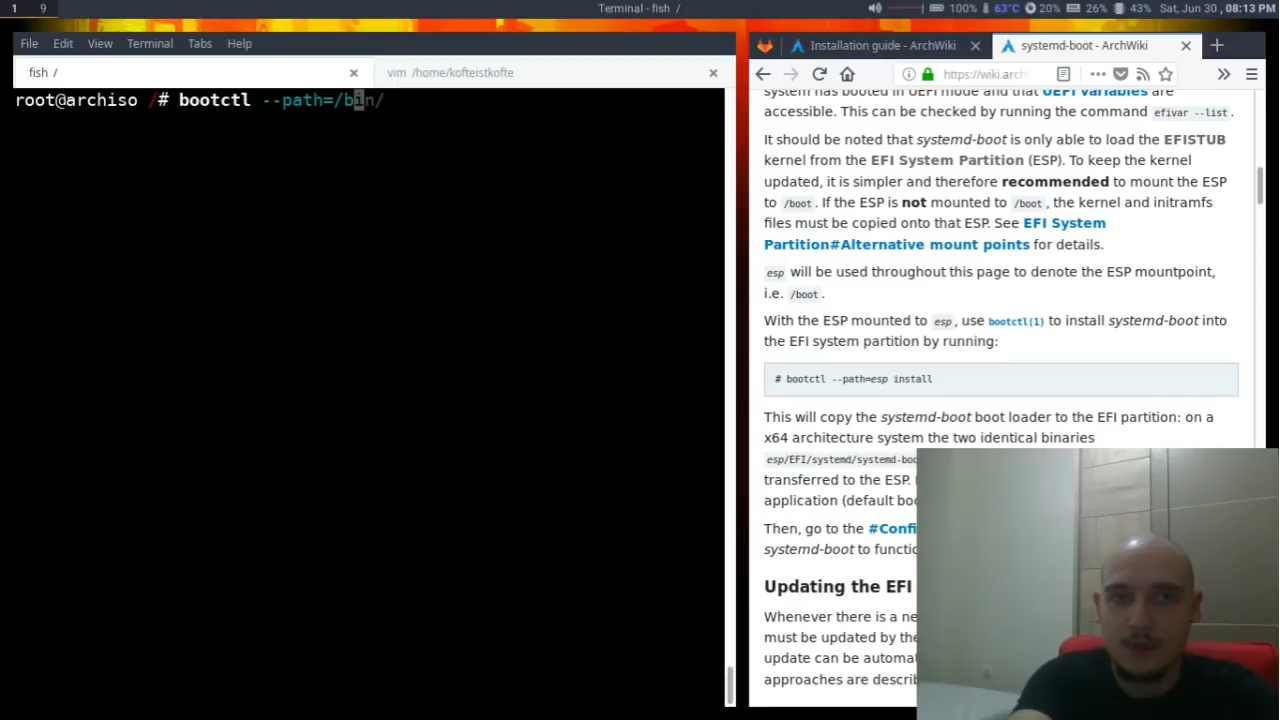 1 9 Terminal - fish / 100% 63°C 20% 26% 43% Sat, Jun 30 , 08:13 PM
File Edit View Terminal Tabs Help
fish /
vim /home/kofteistkofte
root@archiso /# bootctl --path=/bin/
Installation guide - ArchWiki
systemd-boot - ArchWiki
https://wiki.arch
system has booted in UEFI mode and that UEFI variables are
accessible. This can be checked by running the command efivar --list .
It should be noted that systemd-boot is only able to load the EFISTUB
kernel from the EFI System Partition (ESP). To keep the kernel
updated, it is simpler and therefore recommended to mount the ESP
to /boot . If the ESP is not mounted to /boot , the kernel and initramfs
files must be copied onto that ESP. See EFI System
Partition#Alternative mount points for details.
esp will be used throughout this page to denote the ESP mountpoint,
i.e. /boot .
With the ESP mounted to esp , use bootctl(1) to install systemd-boot into
the EFI system partition by running:
# bootctl --path=esp install
This will copy the systemd-boot boot loader to the EFI partition: on a
x64 architecture system the two identical binaries
esp/EFI/systemd/systemd-boo
transferred to the ESP.
application (default boo
Then, go to the #Confi
systemd-boot to functio
Updating the EFI
Whenever there is a ne
must be updated by the
update can be automat
approaches are describ